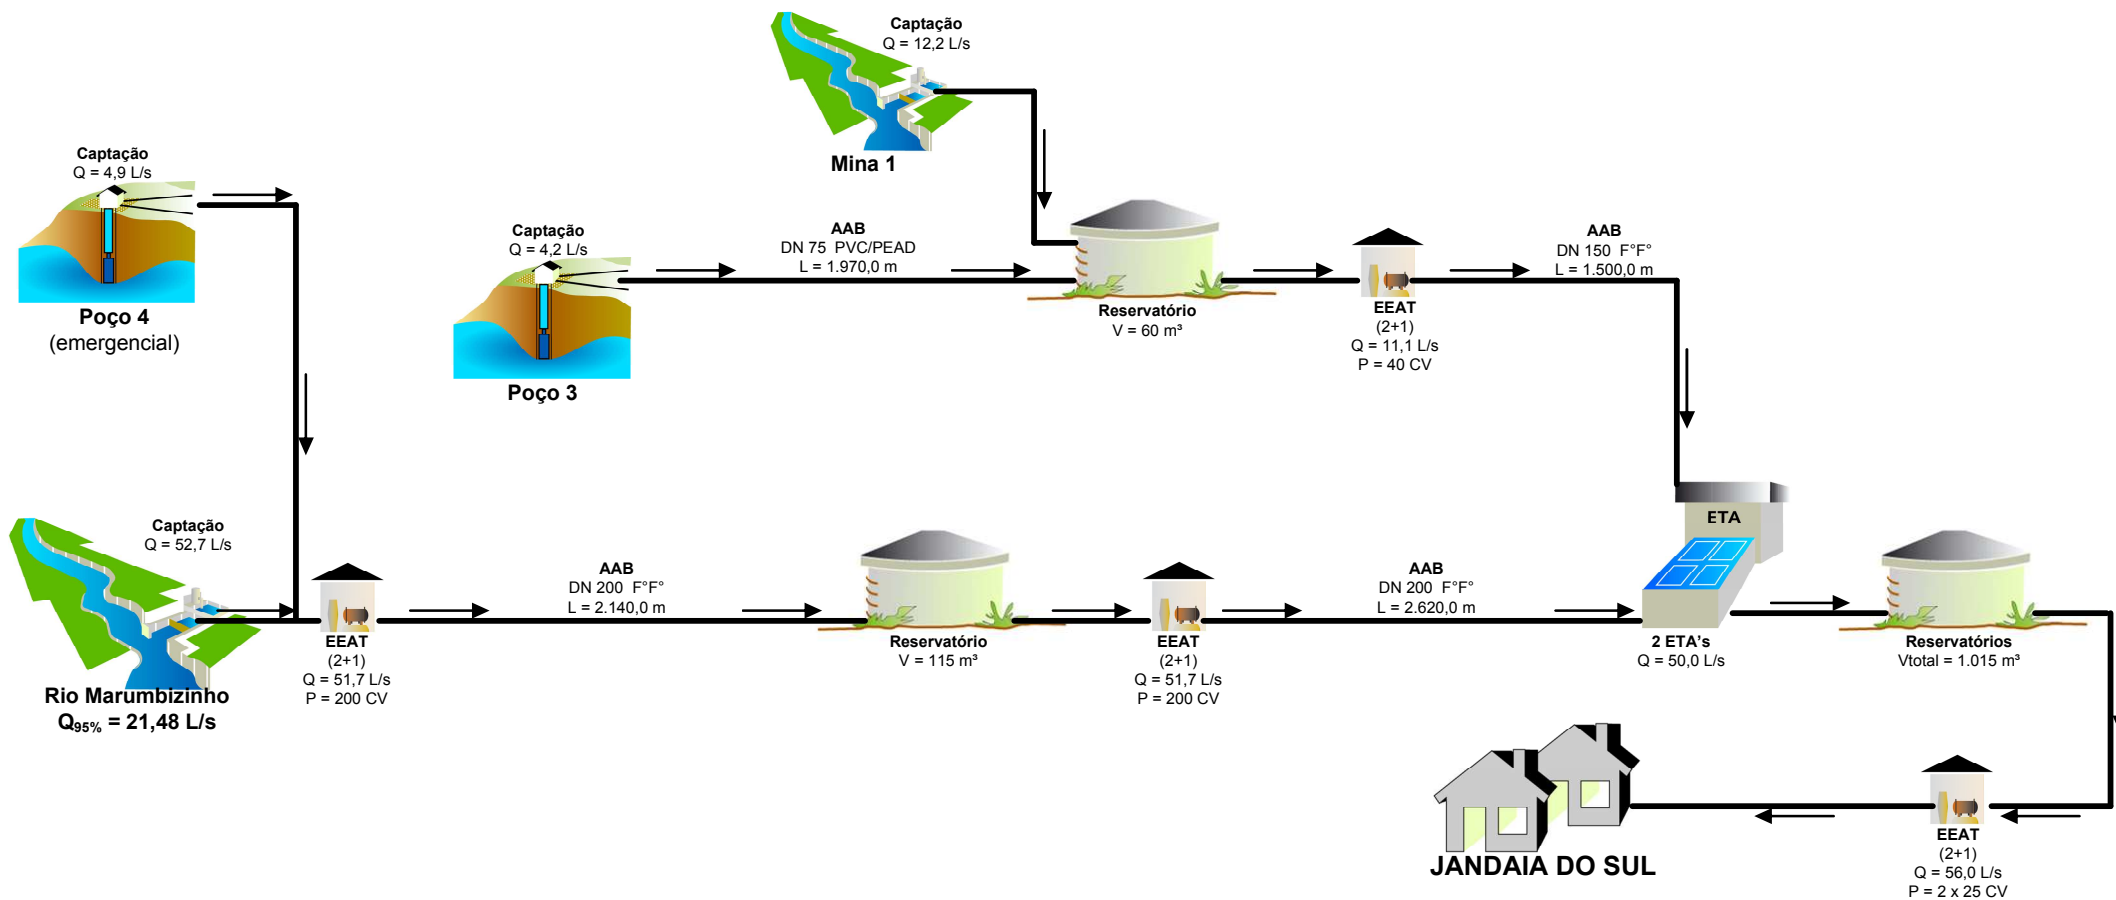 Captação
Q = 12,2 L/s
Mina 1
Captação
Q = 4,9 L/s
Poço 4
(emergencial)
Captação
Q = 4,2 L/s
Poço 3
AAB
DN 75  PVC/PEAD
L = 1.970,0 m
Reservatório
V = 60 m³
EEAT
(2+1)
Q = 11,1 L/s
P = 40 CV
AAB
DN 150  F°F°
L = 1.500,0 m
Captação
Q = 52,7 L/s
Rio Marumbizinho
Q95% = 21,48 L/s
EEAT
(2+1)
Q = 51,7 L/s
P = 200 CV
AAB
DN 200  F°F°
L = 2.140,0 m
Reservatório
V = 115 m³
EEAT
(2+1)
Q = 51,7 L/s
P = 200 CV
AAB
DN 200  F°F°
L = 2.620,0 m
ETA
2 ETA's
Q = 50,0 L/s
Reservatórios
Vtotal = 1.015 m³
EEAT
(2+1)
Q = 56,0 L/s
P = 2 x 25 CV
JANDAIA DO SUL